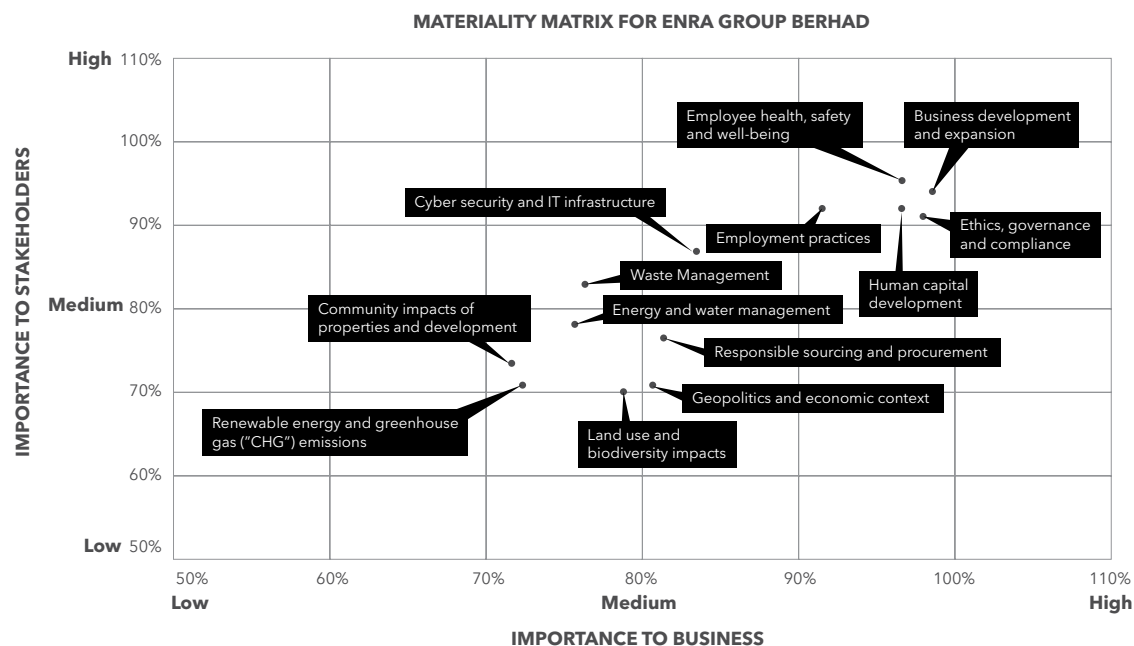 MATERIALITY MATRIX FOR ENRA GROUP BERHAD
IMPORTANCE TO STAKEHOLDERS
High 110%
100%
90%
Medium 80%
70%
60%
Low 50%
Employee health, safety
and well-being
Business development
and expansion
Cyber security and IT infrastructure
Employment practices
Ethics, governance
and compliance
Waste Management
Human capital
development
Community impacts of
properties and development
Energy and water management
Responsible sourcing and procurement
Geopolitics and economic context
Renewable energy and greenhouse
gas (“CHG”) emissions
Land use and
biodiversity impacts
50% 60% 70% 80% 90% 100% 110%
Low Medium High
IMPORTANCE TO BUSINESS